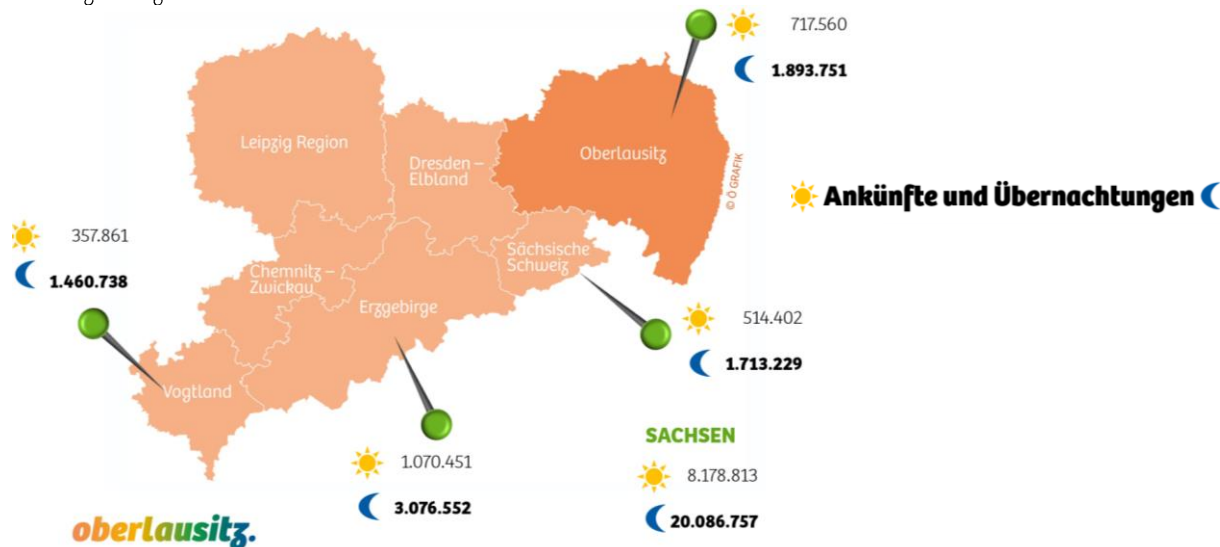 717.560
1.893.751
Leipzig Region
Dresden –
Elbland
Oberlausitz
© Ö GRAFIK
Ankünfte und Übernachtungen
357.861
1.460.738
Chemnitz –
Zwickau
Sächsische
Schweiz
Erzgebirge
514.402
1.713.229
Vogtland
SACHSEN
1.070.451
8.178.813
3.076.552
20.086.757
oberlausitz.